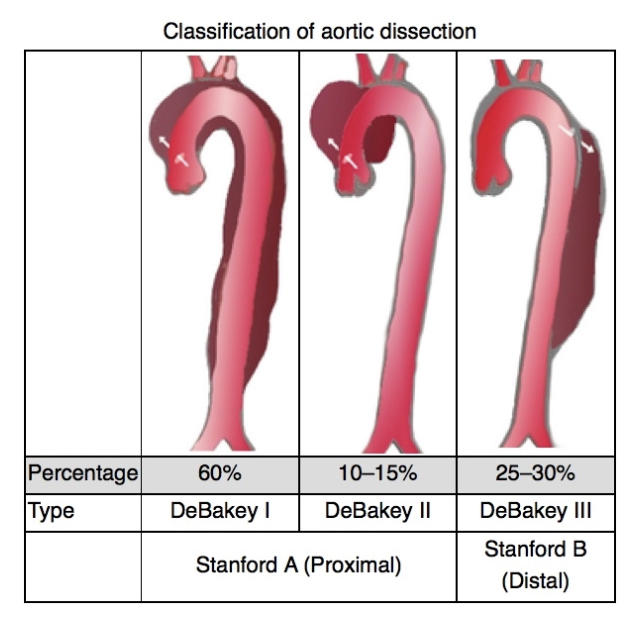 Classification of aortic dissection
Percentage 60% 10–15% 25–30%
Type DeBakey I DeBakey II DeBakey III
Stanford A (Proximal) Stanford B
(Distal)